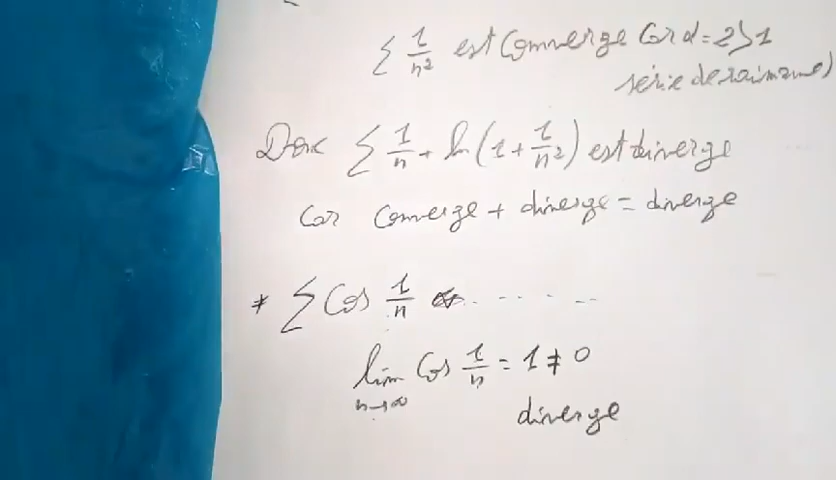 ∑ 1/n² est converge Car α=2>1
série de raimann)
Donc ∑ 1/n + ln(1+1/n²) est diverge
Car Converge + diverge = diverge
* ∑ Cos 1/n .......
lim n→∞ Cos 1/n = 1 ≠ 0
diverge